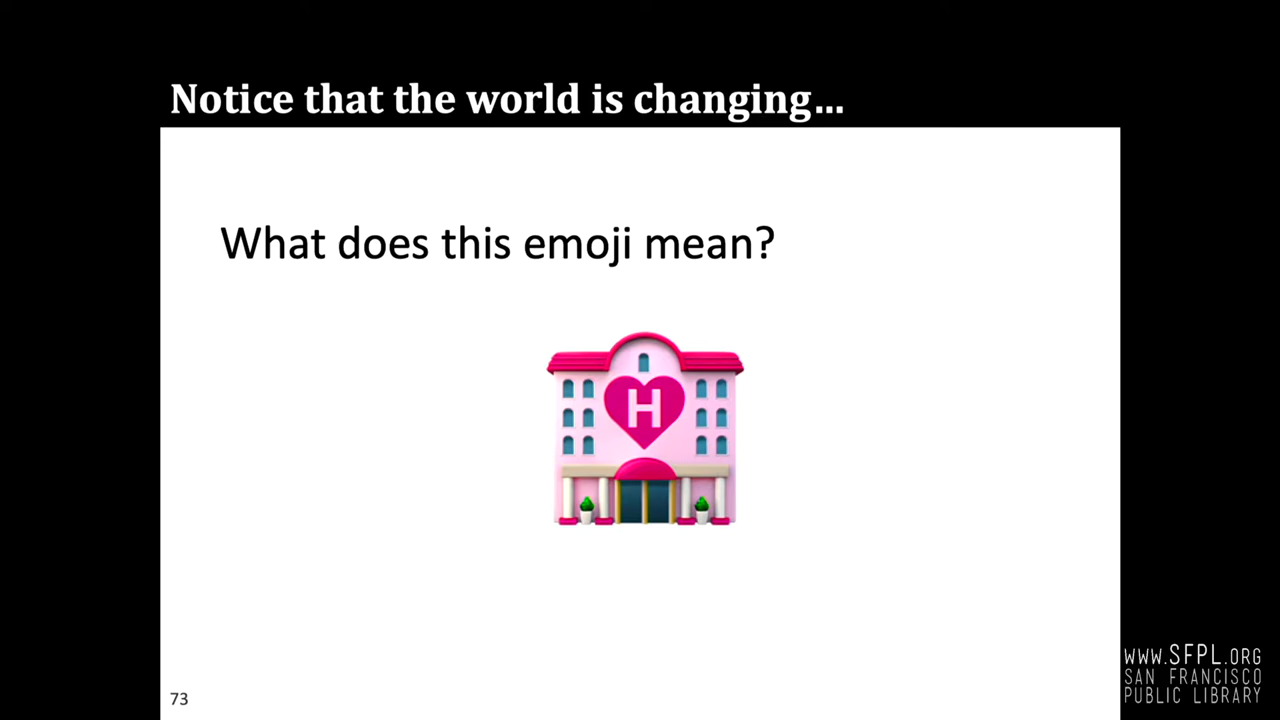 Notice that the world is changing…
What does this emoji mean?
H
73
WWW.SFPL.ORG
SAN FRANCISCO
PUBLIC LIBRARY